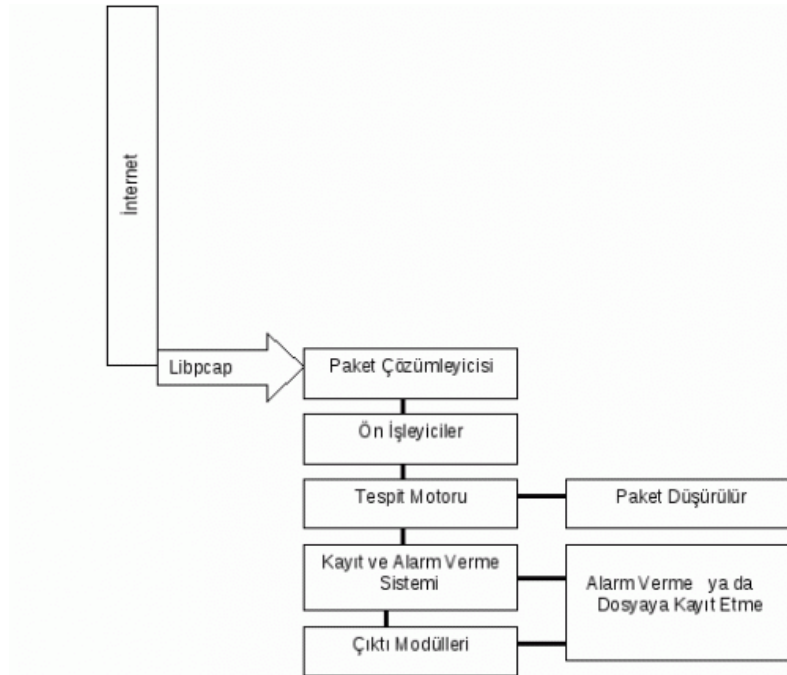 İnternet
Libpcap
Paket Çözümleyicisi
Ön İşleyiciler
Tespit Motoru
Paket Düşürülür
Kayıt ve Alarm Verme
Sistemi
Alarm Verme ya da
Dosyaya Kayıt Etme
Çıktı Modülleri